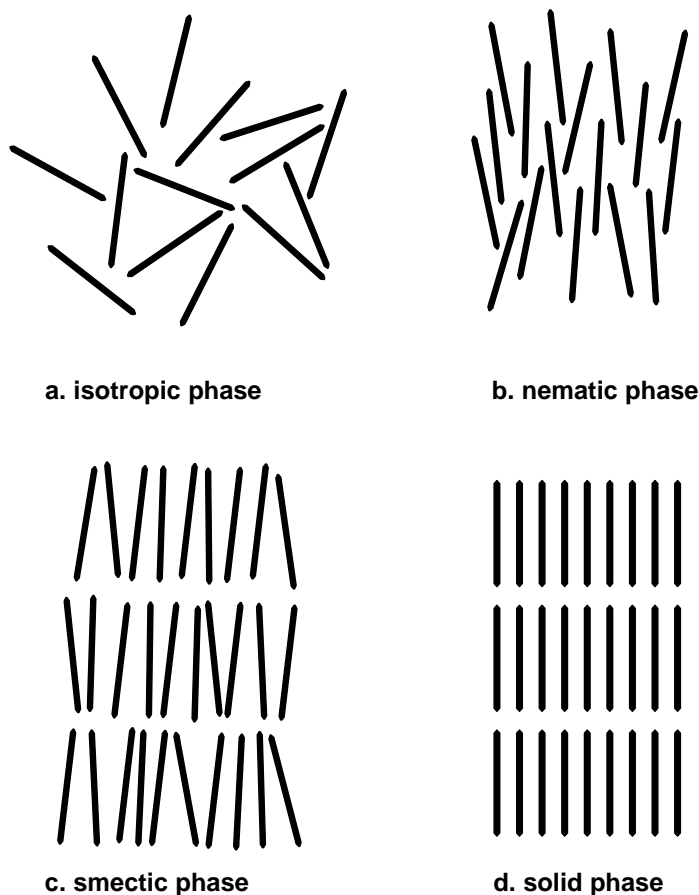 a. isotropic phase
b. nematic phase
c. smectic phase
d. solid phase